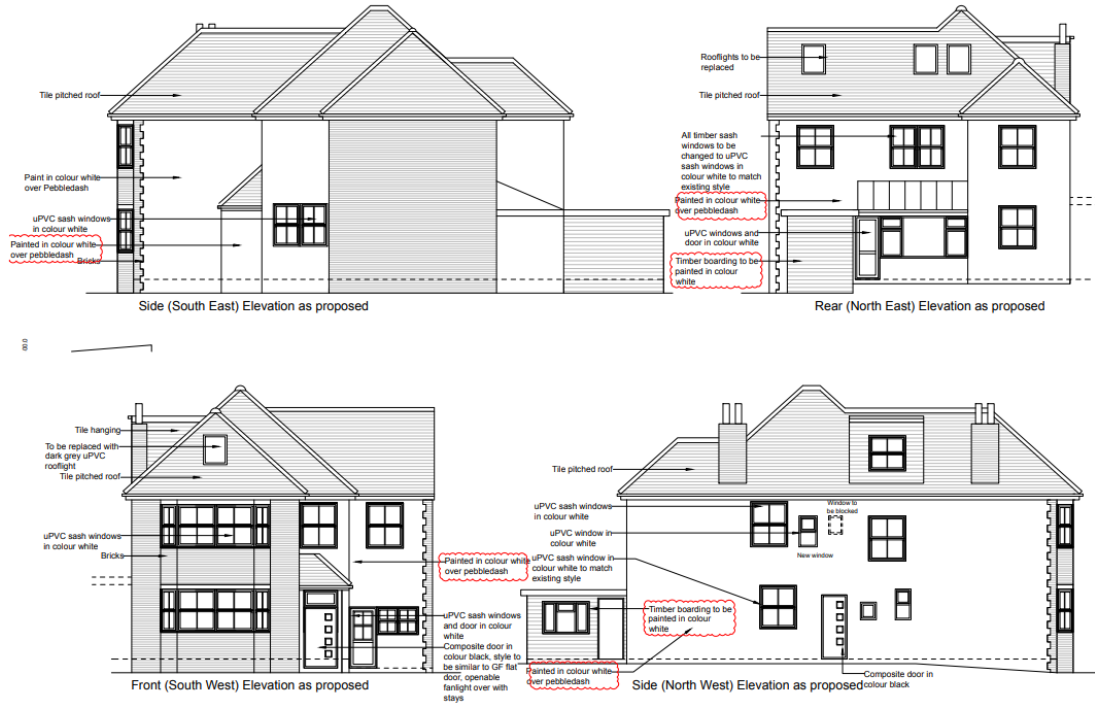 Tile pitched roof
Paint in colour white
over Pebbledash
uPVC sash windows
in colour white
Painted in colour white
over pebbledash
Bricks
Side (South East) Elevation as proposed
Rooflights to be
replaced
Tile pitched roof
All timber sash
windows to be
changed to uPVC
sash windows in
colour white to match
existing style
Painted in colour white
over pebbledash
uPVC windows and
door in colour white
Timber boarding to be
painted in colour
white
Rear (North East) Elevation as proposed
Tile hanging
To be replaced with
dark grey uPVC
rooflight
Tile pitched roof
uPVC sash windows
in colour white
Bricks
Painted in colour white
over pebbledash
uPVC sash windows
and door in colour
white
Composite door in
colour black, style to
be similar to GF flat
door, openable
fanlight over with
stays
Front (South West) Elevation as proposed
Tile pitched roof
uPVC sash windows
in colour white
Window to
be blocked
uPVC window in
colour white
New window
uPVC sash window in
colour white to match
existing style
Timber boarding to be
painted in colour
white
Painted in colour white
over pebbledash
Composite door in
colour black
Side (North West) Elevation as proposed